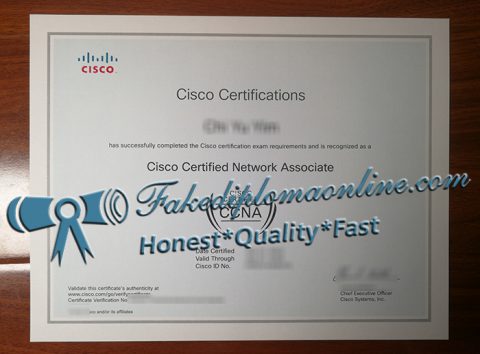 CISCO
Cisco Certifications
has successfully completed the Cisco certification exam requirements and is recognized as a
Cisco Certified Network Associate
Fakediplomaonline.com
CISCO
CCNA
Honest*Quality*Fast
Date Certified
Valid Through
Cisco ID No.
Validate this certificate's authenticity at
www.cisco.com/go/verifycertificate
Certificate Verification No.
Chief Executive Officer
Cisco Systems, Inc.
and/or its affiliates